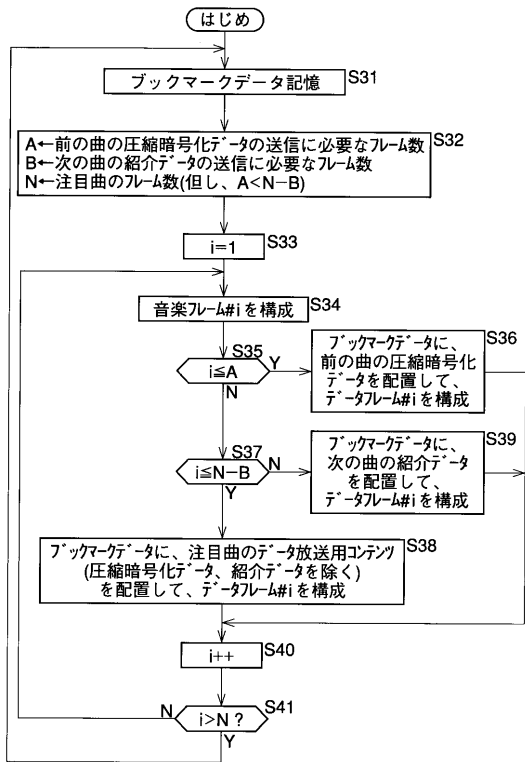 はじめ
ブックマークデータ記憶
S31
A←前の曲の圧縮暗号化データの送信に必要なフレーム数
B←次の曲の紹介データの送信に必要なフレーム数
N←注目曲のフレーム数(但し、A<N−B)
S32
i=1
S33
音楽フレーム#iを構成
S34
S35
i≦A
Y
N
S36
ブックマークデータに、
前の曲の圧縮暗号化
データを配置して、
データフレーム#iを構成
S37
i≦N−B
N
Y
S39
ブックマークデータに、
次の曲の紹介データ
を配置して、
データフレーム#iを構成
S38
ブックマークデータに、注目曲のデータ放送用コンテンツ
(圧縮暗号化データ、紹介データを除く)
を配置して、データフレーム#iを構成
i++
S40
S41
i>N ?
N
Y